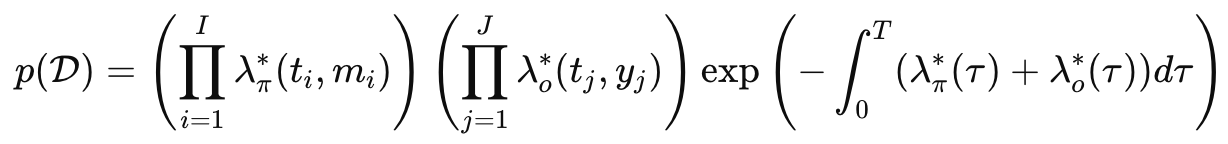 p(𝒟) = (∏_{i=1}^{I} λ*_π(t_i, m_i)) (∏_{j=1}^{J} λ*_o(t_j, y_j)) exp(−∫_0^T (λ*_π(τ) + λ*_o(τ))dτ)